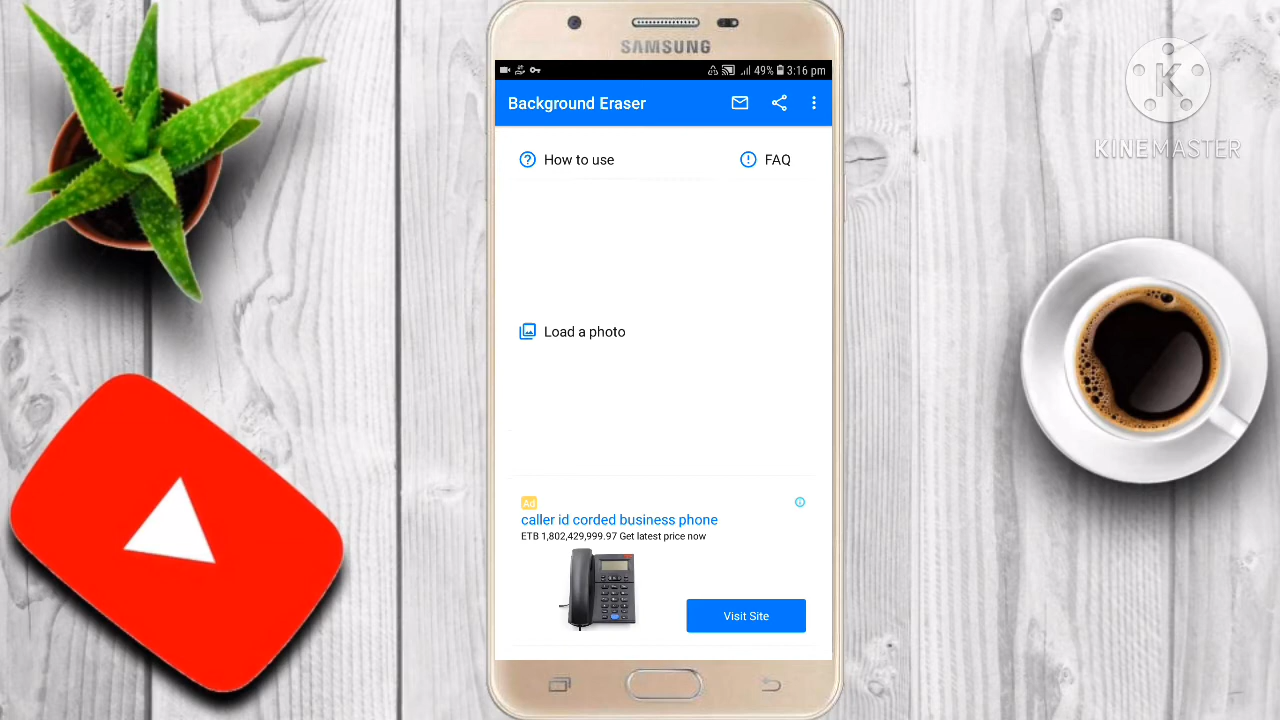 SAMSUNG
49% 3:16 pm
Background Eraser
How to use
FAQ
Load a photo
Ad
caller id corded business phone
ETB 1,802,429,999.97 Get latest price now
Visit Site
K
KINEMASTER